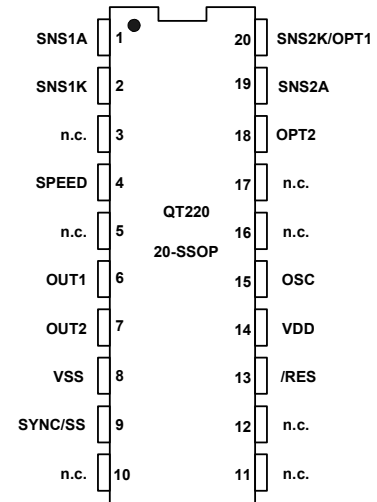 SNS1A 1 20 SNS2K/OPT1
SNS1K 2 19 SNS2A
n.c. 3 18 OPT2
SPEED 4 17 n.c.
QT220
n.c. 5 16 n.c.
20-SSOP
OUT1 6 15 OSC
OUT2 7 14 VDD
VSS 8 13 /RES
SYNC/SS 9 12 n.c.
n.c. 10 11 n.c.